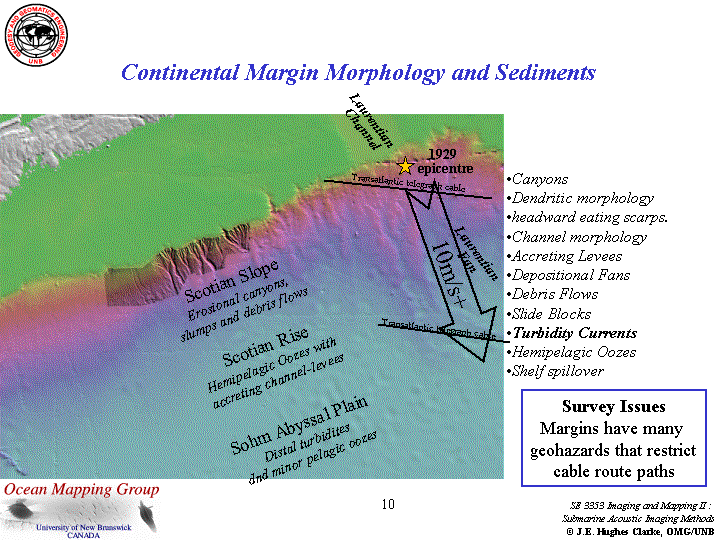 GEODESY AND GEOMATICS ENGINEERING
UNB
Continental Margin Morphology and Sediments
Laurentian
Channel
1929
epicentre
Transatlantic telegraph cable
Laurentian
Fan
10m/s+
Transatlantic telegraph cable
Scotian Slope
Erosional canyons,
slumps and debris flows
Scotian Rise
Hemipelagic Oozes with
accreting channel-levees
Sohm Abyssal Plain
Distal turbidites
dnd minor pelagic oozes
•Canyons
•Dendritic morphology
•headward eating scarps.
•Channel morphology
•Accreting Levees
•Depositional Fans
•Debris Flows
•Slide Blocks
•Turbidity Currents
•Hemipelagic Oozes
•Shelf spillover
Survey Issues
Margins have many
geohazards that restrict
cable route paths
Ocean Mapping Group
University of New Brunswick
CANADA
10
SE 3353 Imaging and Mapping II :
Submarine Acoustic Imaging Methods
© J.E. Hughes Clarke, OMG/UNB